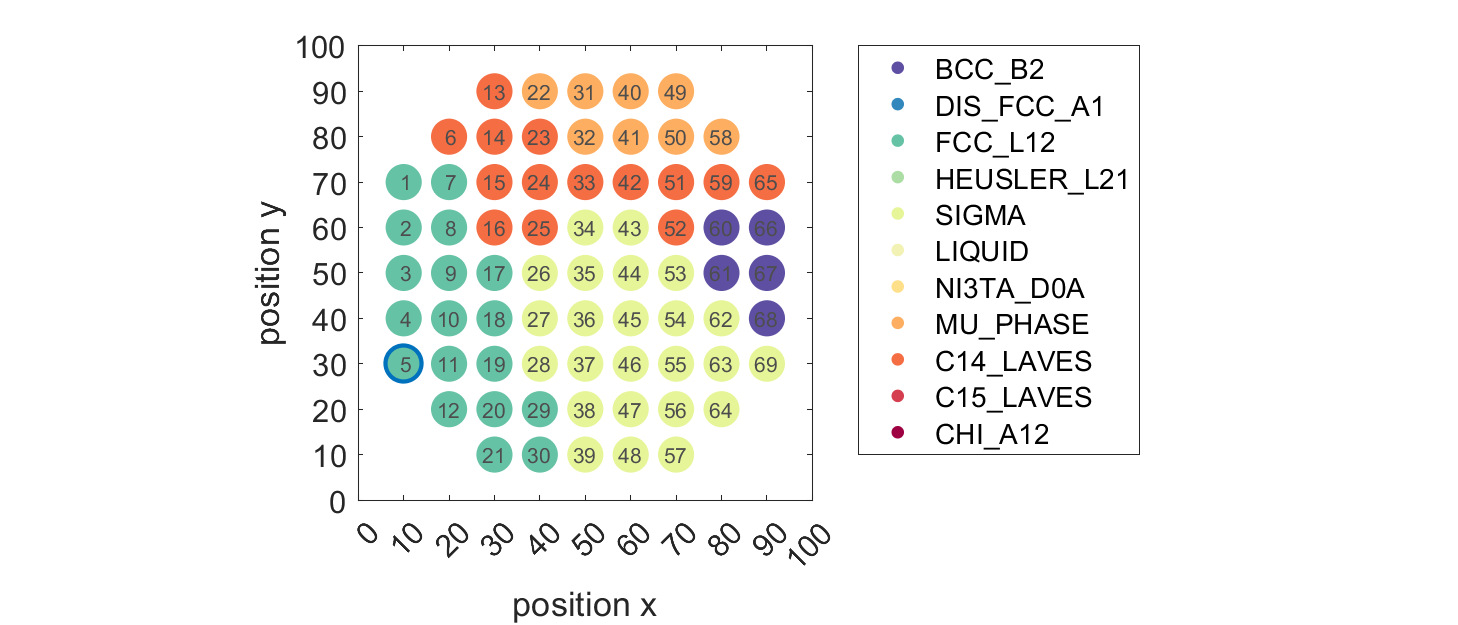 100
90
80
70
60
50
40
30
20
10
0
position y
13 22 31 40 49
6 14 23 32 41 50 58
1 7 15 24 33 42 51 59 65
2 8 16 25 34 43 52 60 66
3 9 17 26 35 44 53 61 67
4 10 18 27 36 45 54 62 68
5 11 19 28 37 46 55 63 69
12 20 29 38 47 56 64
21 30 39 48 57
0 10 20 30 40 50 60 70 80 90 100
position x
BCC_B2
DIS_FCC_A1
FCC_L12
HEUSLER_L21
SIGMA
LIQUID
NI3TA_D0A
MU_PHASE
C14_LAVES
C15_LAVES
CHI_A12